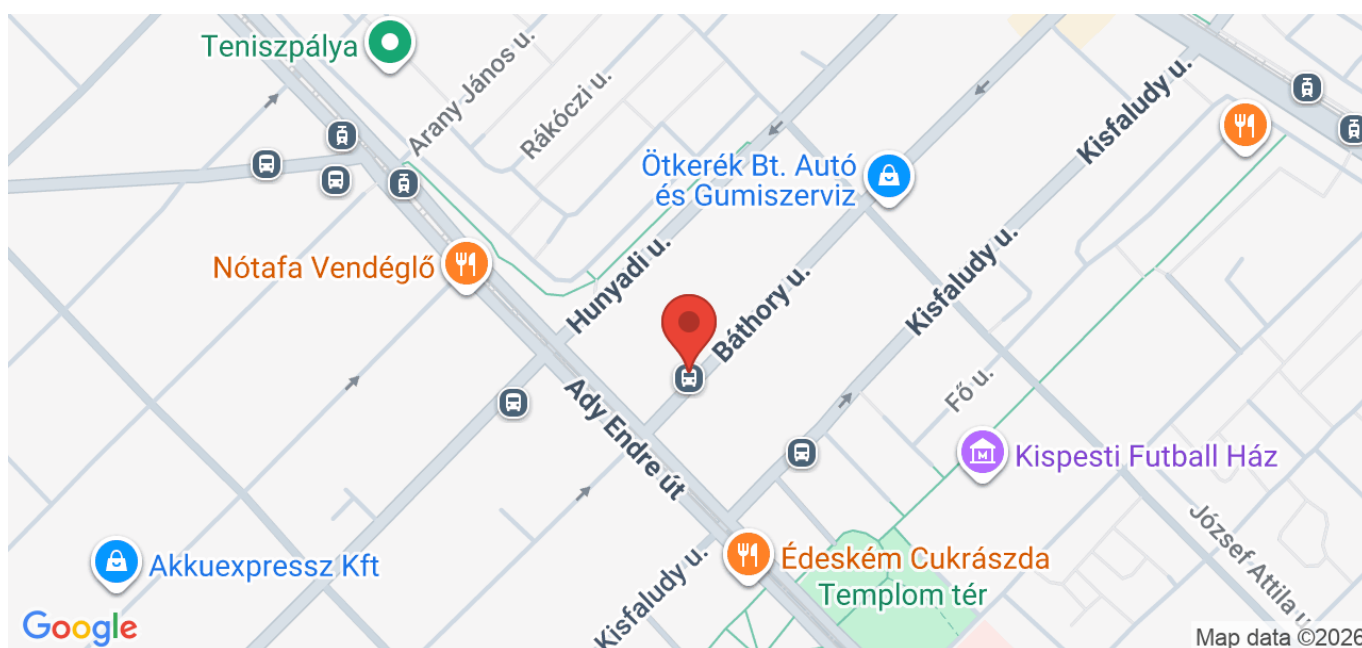 Teniszpálya
Arany János u.
Rákóczi u.
Kisfaludy u.
Ötkerék Bt. Autó
és Gumiszerviz
Nótafa Vendéglő
Hunyadi u.
Báthory u.
Kisfaludy u.
Ady Endre út
Fő u.
Kispesti Futball Ház
József Attila u
Akkuexpressz Kft
Édeském Cukrászda
Templom tér
Kisfaludy u.
Google
Map data ©2026